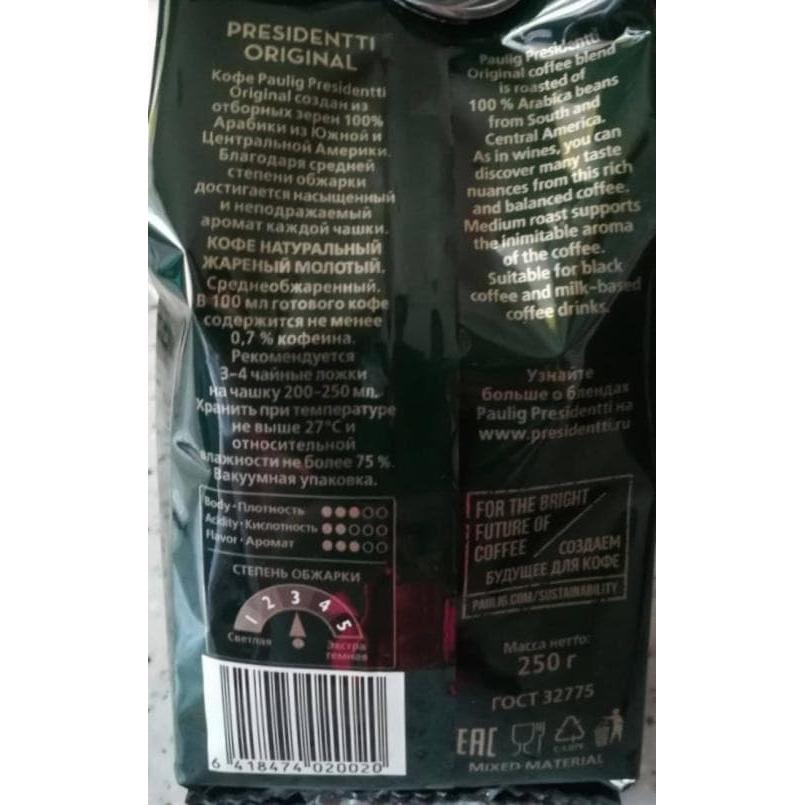 PRESIDENTTI
ORIGINAL
Кофе Paulig Presidentti
Original создан из
отборных зерен 100%
Арабики из Южной и
Центральной Америки.
Благодаря средней
степени обжарки
достигается насыщенный
и неподражаемый
аромат каждой чашки.
КОФЕ НАТУРАЛЬНЫЙ
ЖАРЕНЫЙ МОЛОТЫЙ.
Среднеобжаренный.
В 100 мл готового кофе
содержится не менее
0,7 % кофеина.
Рекомендуется
3-4 чайные ложки
на чашку 200-250 мл.
Хранить при температуре
не выше 27°С и
относительной
влажности не более 75 %.
Вакуумная упаковка.
Body • Плотность
Acidity • Кислотность
Flavor • Аромат
СТЕПЕНЬ ОБЖАРКИ
1 2 3 4 5
Светлая
Экстра
темная
6 418474 020020
Paulig Presidentti
Original coffee blend
is roasted of
100 % Arabica beans
from South and
Central America.
As in wines, you can
discover many taste
nuances from this rich
and balanced coffee.
Medium roast supports
the inimitable aroma
of the coffee.
Suitable for black
coffee and milk-based
coffee drinks.
Узнайте
больше о блендах
Paulig Presidentti на
www.presidentti.ru
FOR THE BRIGHT
FUTURE OF
COFFEE
СОЗДАЕМ
БУДУЩЕЕ ДЛЯ КОФЕ
PAULIG.COM/SUSTAINABILITY
Масса нетто:
250 г
ГОСТ 32775
EAC
MIXED MATERIAL